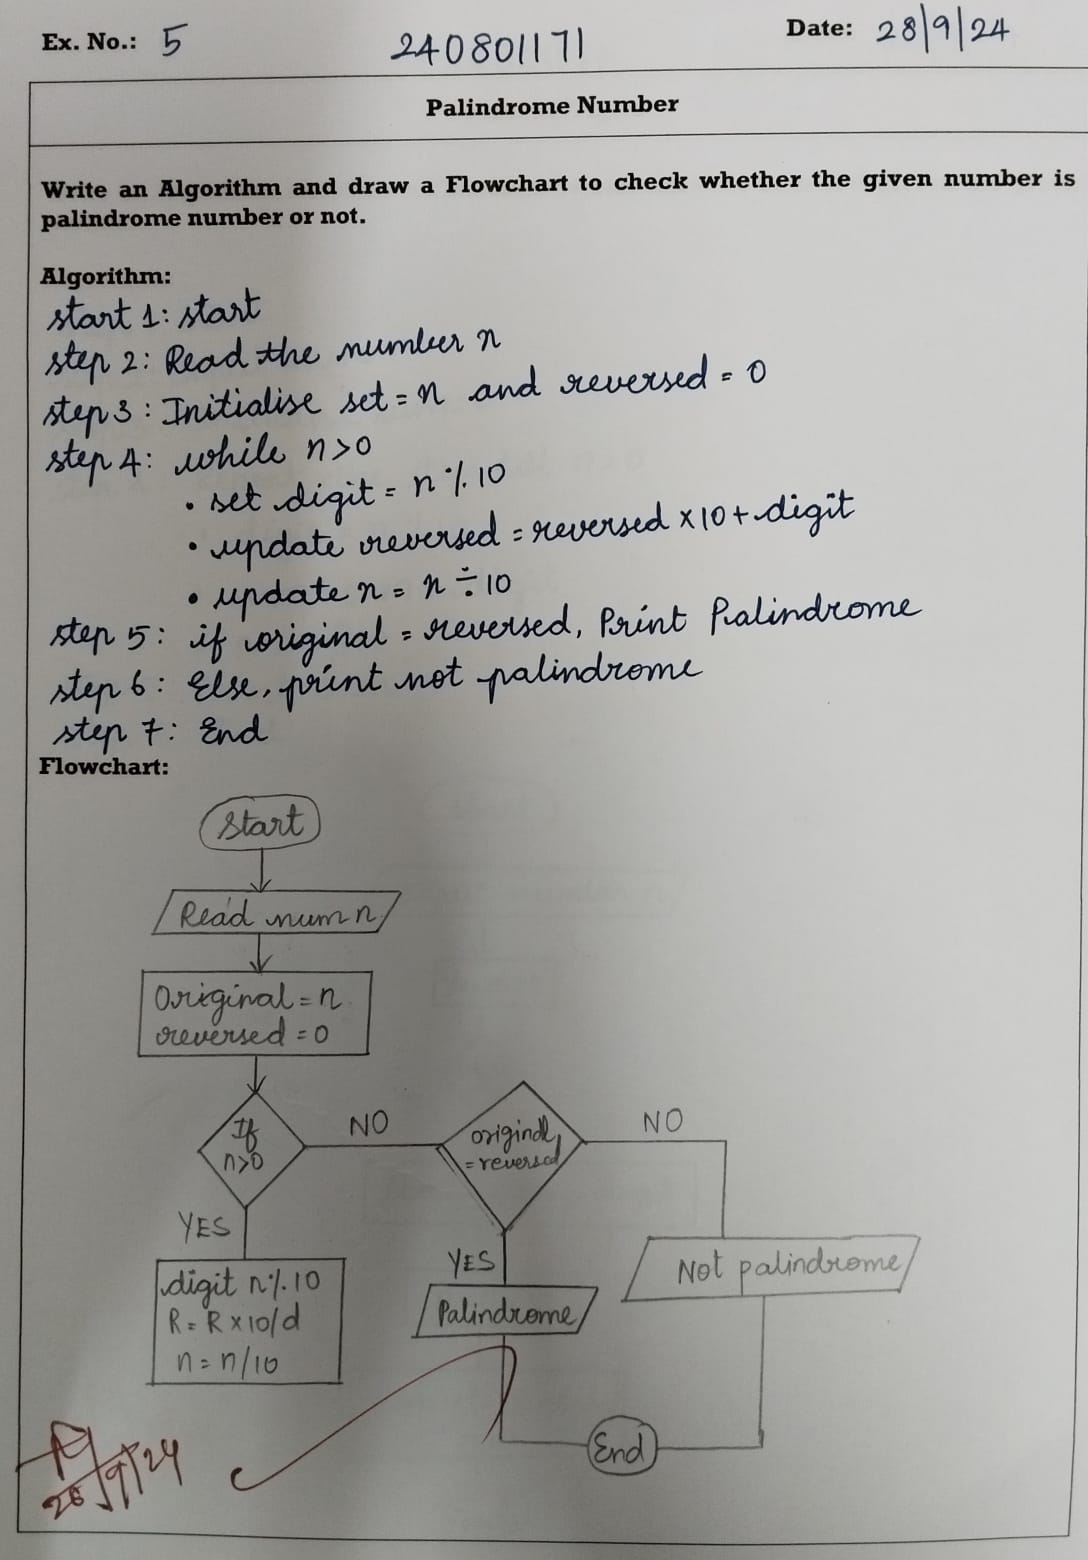 Ex. No.: 5 240801171 Date: 28/9/24
Palindrome Number
Write an Algorithm and draw a Flowchart to check whether the given number is
palindrome number or not.
Algorithm:
start 1: start
step 2: Read the number n
step 3: Initialise set = n and reversed = 0
step 4: while n>0
• set digit = n % 10
• update reversed = reversed x10 + digit
• update n = n ÷ 10
step 5: if original = reversed, Print Palindrome
step 6: Else, print not palindrome
step 7: End
Flowchart:
Start
Read num n
Original = n
reversed = 0
If
n>0
NO
original
= reversed
NO
YES
digit n % 10
R = R x 10/d
n = n/10
YES
Palindrome
Not palindrome
End
28/9/24